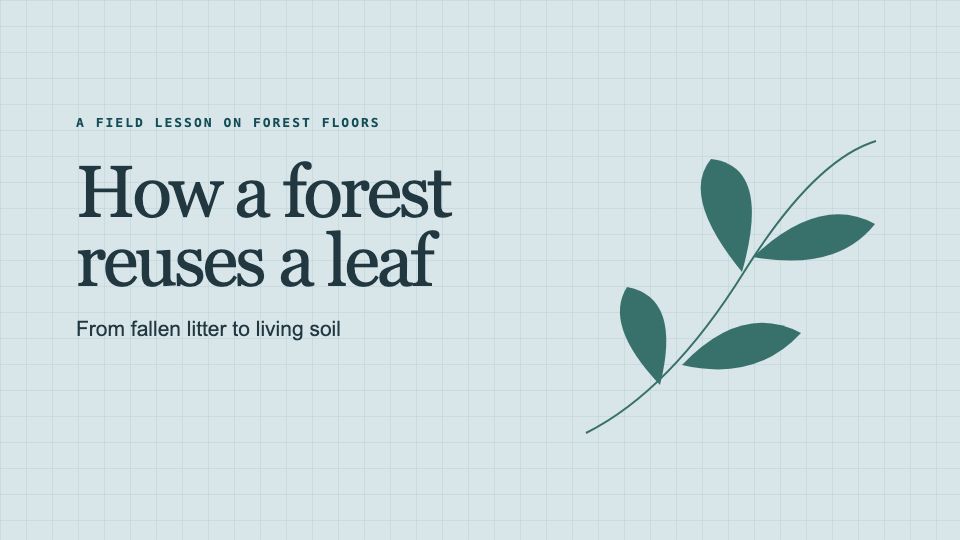 A FIELD LESSON ON FOREST FLOORS
How a forest
reuses a leaf
From fallen litter to living soil